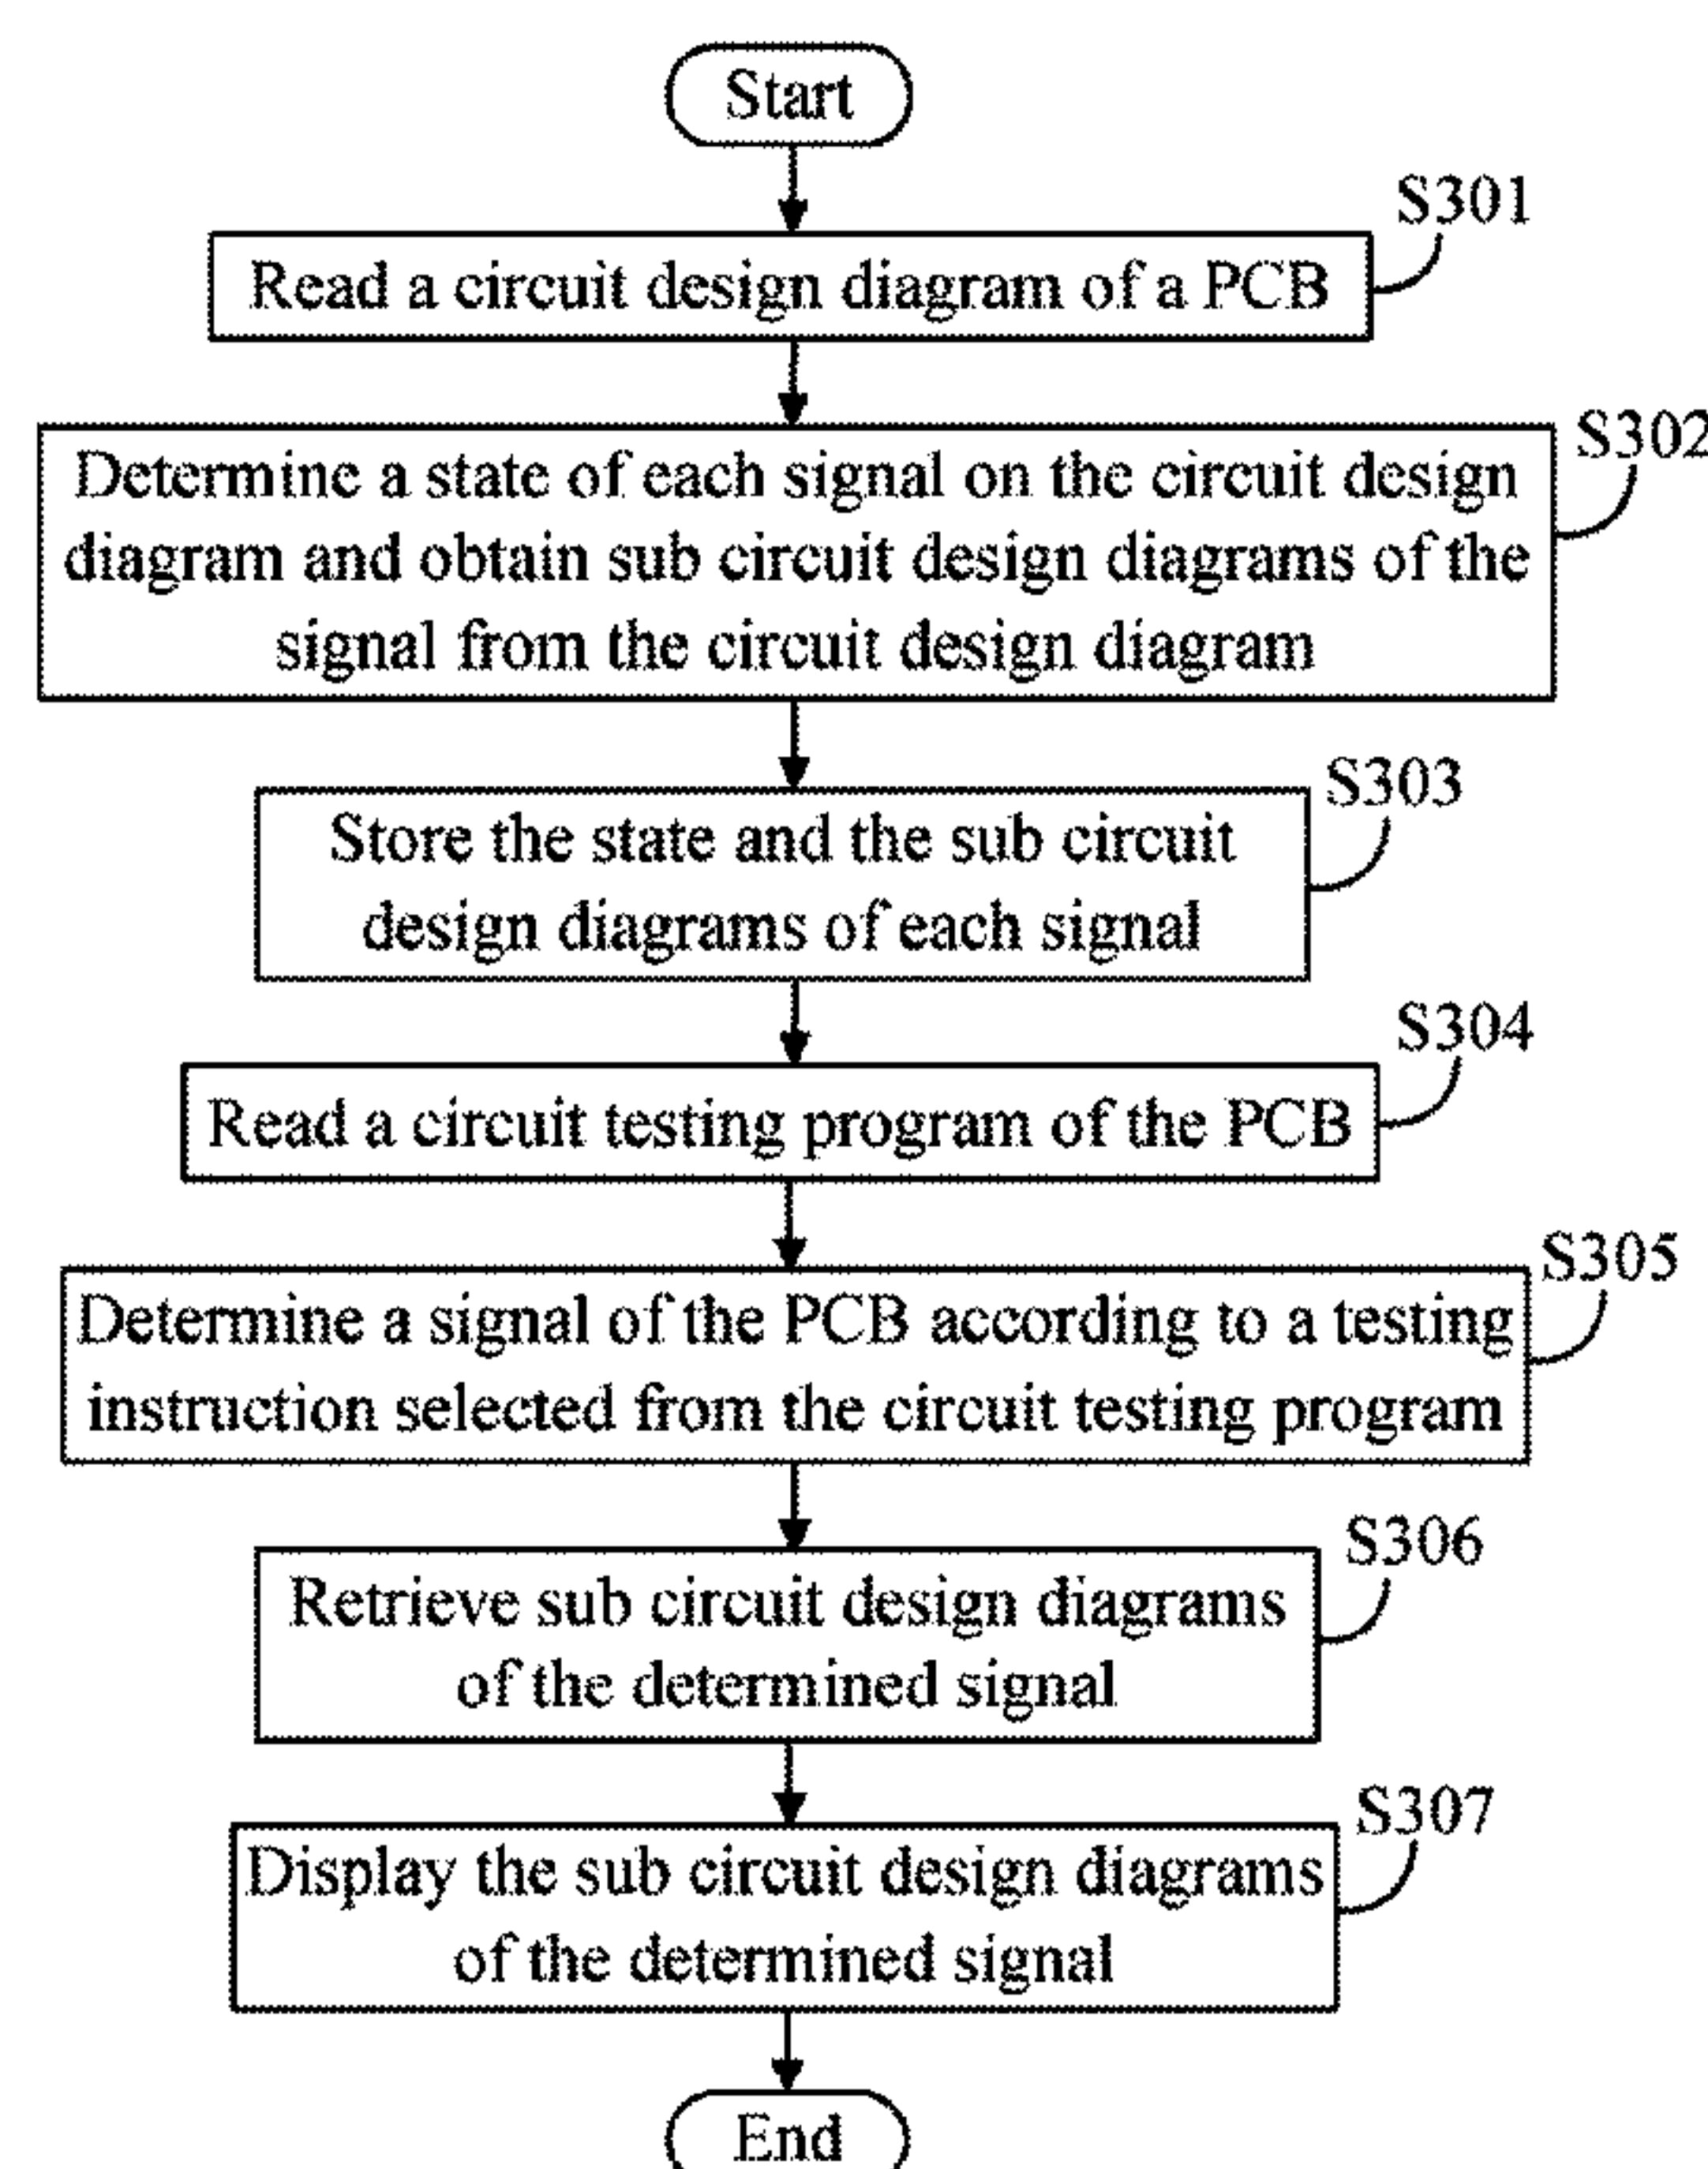 Start
S301
Read a circuit design diagram of a PCB
S302
Determine a state of each signal on the circuit design
diagram and obtain sub circuit design diagrams of the
signal from the circuit design diagram
S303
Store the state and the sub circuit
design diagrams of each signal
S304
Read a circuit testing program of the PCB
S305
Determine a signal of the PCB according to a testing
instruction selected from the circuit testing program
S306
Retrieve sub circuit design diagrams
of the determined signal
S307
Display the sub circuit design diagrams
of the determined signal
End